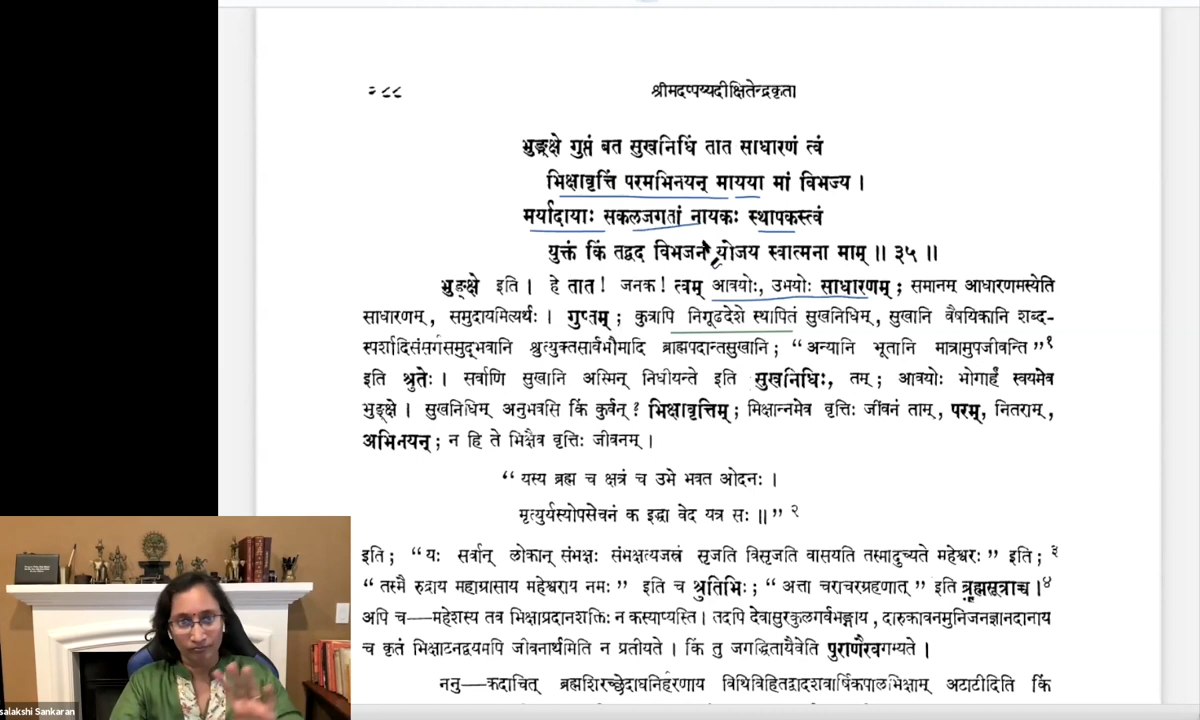 २८८
श्रीमदप्पय्यदीक्षितेन्द्रकृता
भुङ्क्षे गुप्तं बत सुखनिधिं तात साधारणं त्वं
भिक्षावृत्तिं परमभिनयन् मायया मां विभज्य ।
मर्यादायाः सकलजगतां नायकः स्थापकस्त्वं
युक्तं किं तद्वद विभजनं योजय स्वात्मना माम् ॥ ३५ ॥
भुङ्क्षे इति । हे तात! जनक! त्वम् आवयोः, उभयोः साधारणम् ; समानम् आधारणमस्येति
साधारणम् , समुदायमित्यर्थः । गुप्तम् ; कुत्रापि निगूढदेशे स्थापितं सुखनिधिम् , सुखानि वैषयिकानि शब्द-
स्पर्शादिसंसर्गसमुद्भवानि श्रुत्युक्तसार्वभौमादि ब्राह्मपदान्तसुखानि ; “ अन्यानि भूतानि मात्रामुपजीवन्ति ”१
इति श्रुतेः । सर्वाणि सुखानि अस्मिन् निधीयन्ते इति सुखनिधिः, तम् ; आवयोः भोगार्हं स्वयमेव
भुङ्क्षे । सुखनिधिम् अनुभवसि किं कुर्वन् ? भिक्षावृत्तिम् ; भिक्षान्नमेव वृत्तिः जीवनं ताम् , परम् , नितराम् ,
अभिनयन् ; न हि ते भिक्षैव वृत्तिः जीवनम् ।
“ यस्य ब्रह्म च क्षत्रं च उभे भवत ओदनः ।
मृत्युर्यस्योपसेचनं क इद्धा वेद यत्र सः ॥ ” २
इति ; “ यः सर्वान् लोकान् संभक्षः संभक्षत्यजस्रं सृजति विसृजति वासयति तस्मादुच्यते महेश्वरः ” इति ; ३
“ तस्मै रुद्राय महाग्रासाय महेश्वराय नमः ” इति च श्रुतिभिः ; “ अत्ता चराचरग्रहणात् ” इति ब्रह्मसूत्राच्च । ४
अपि च—महेशस्य तव भिक्षाप्रदानशक्तिः न कस्याप्यस्ति । तदपि देवासुरकुलगर्वभङ्गाय , दारुकावनमुनिजनज्ञानदानाय
च कृतं भिक्षाटनद्वयमपि जीवनार्थमिति न प्रतीयते । किं तु जगद्धितायैवेति पुराणैरवगम्यते ।
ननु—कदाचित् ब्रह्मशिरच्छेदाघनिर्हरणाय विधिविहितद्वादशवार्षिकपालभिक्षाम् अटाटीदिति किं
salakshi Sankaran